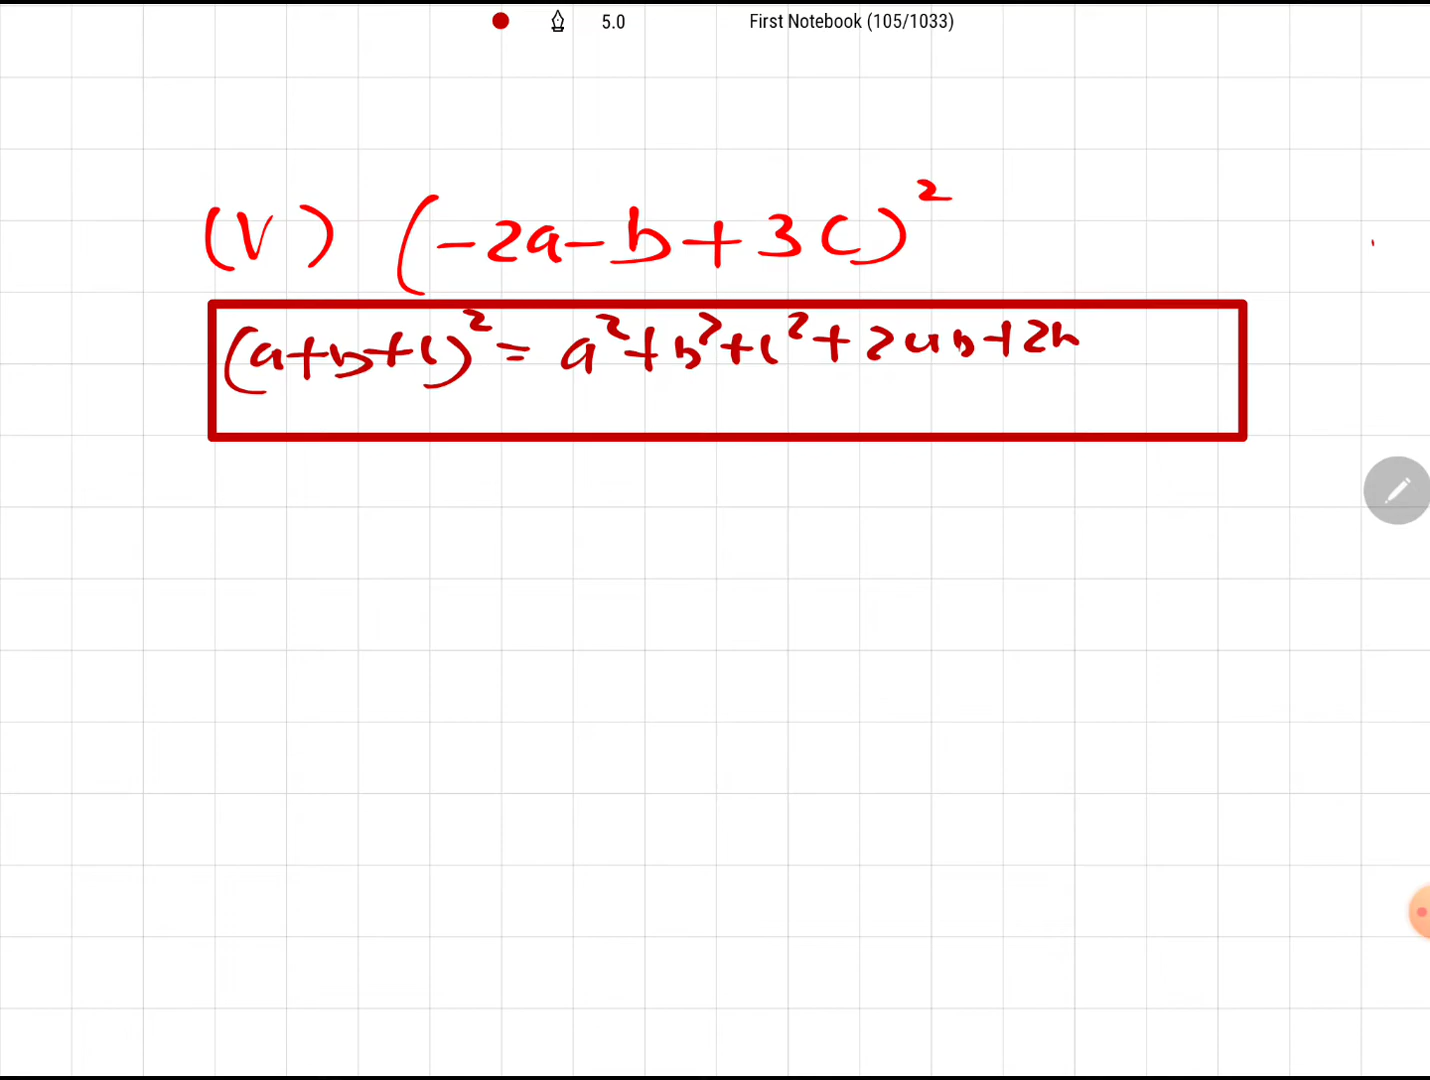 5.0 First Notebook (105/1033)
(V) (-2a-b+3c)²
(a+b+c)² = a²+b²+c²+2ab+2b